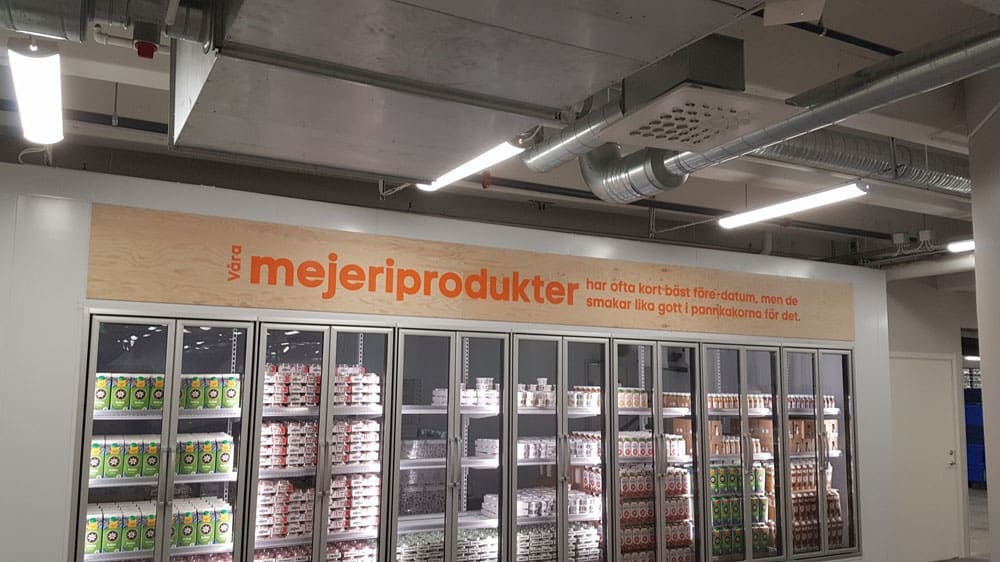 Våra
mejeriprodukter
har ofta kort bäst före-datum, men de
smakar lika gott i pannkakorna för det.